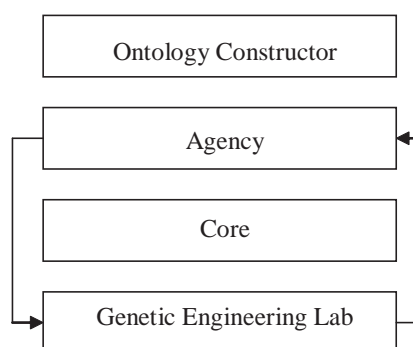 Ontology Constructor
Agency
Core
Genetic Engineering Lab